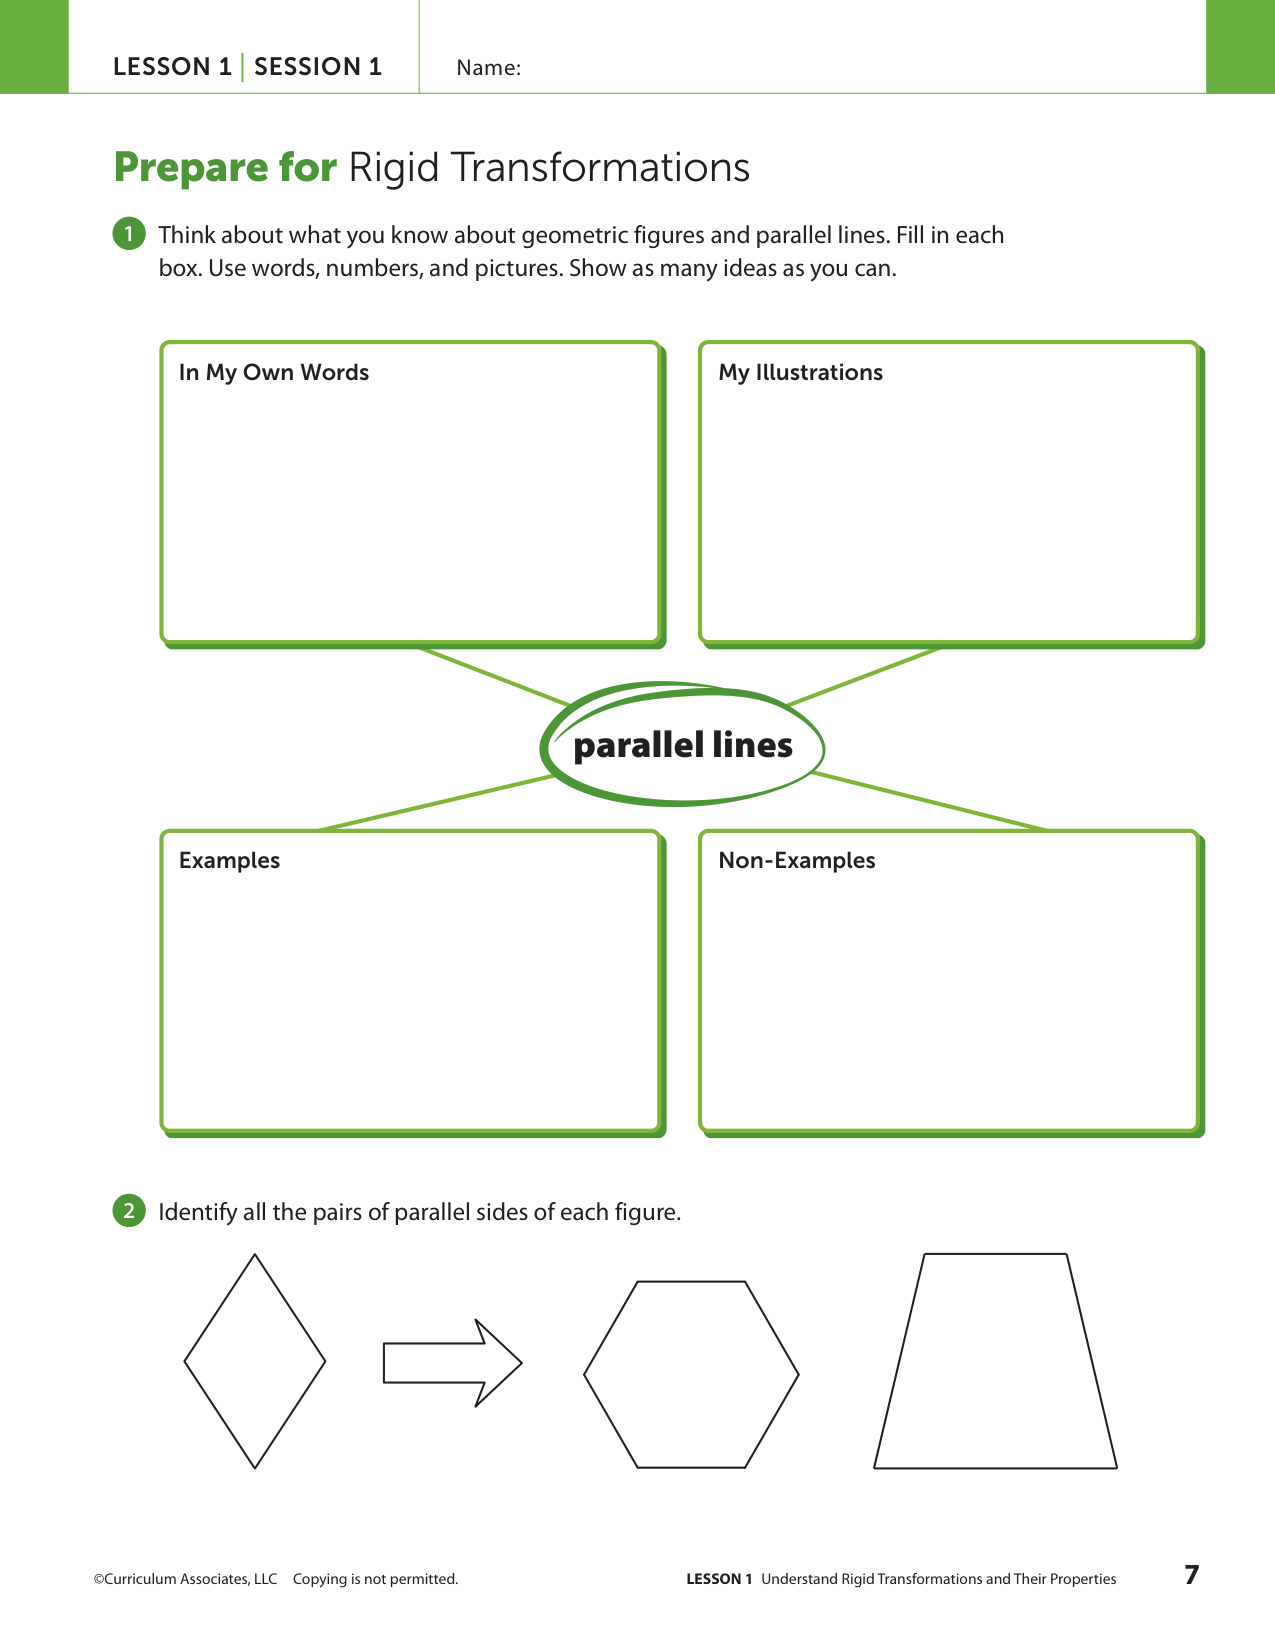 LESSON 1 | SESSION 1 Name:
Prepare for Rigid Transformations
1 Think about what you know about geometric figures and parallel lines. Fill in each
box. Use words, numbers, and pictures. Show as many ideas as you can.
In My Own Words
My Illustrations
parallel lines
Examples
Non-Examples
2 Identify all the pairs of parallel sides of each figure.
©Curriculum Associates, LLC Copying is not permitted.
LESSON 1 Understand Rigid Transformations and Their Properties 7